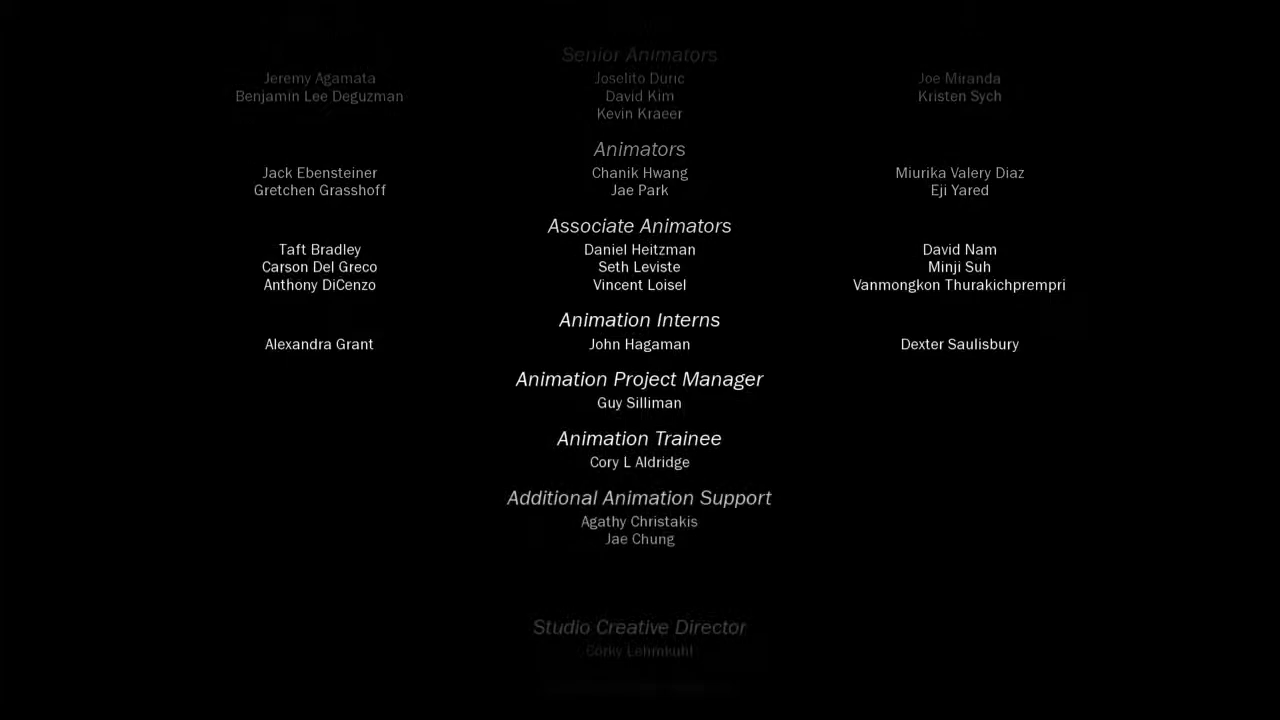 Senior Animators
Jeremy Agamata Joselito Duric Joe Miranda
Benjamin Lee Deguzman David Kim Kristen Sych
Kevin Kraeer
Animators
Jack Ebensteiner Chanik Hwang Miurika Valery Diaz
Gretchen Grasshoff Jae Park Eji Yared
Associate Animators
Taft Bradley Daniel Heitzman David Nam
Carson Del Greco Seth Leviste Minji Suh
Anthony DiCenzo Vincent Loisel Vanmongkon Thurakichprempri
Animation Interns
Alexandra Grant John Hagaman Dexter Saulisbury
Animation Project Manager
Guy Silliman
Animation Trainee
Cory L Aldridge
Additional Animation Support
Agathy Christakis
Jae Chung
Studio Creative Director
Corky Lehmkuhl